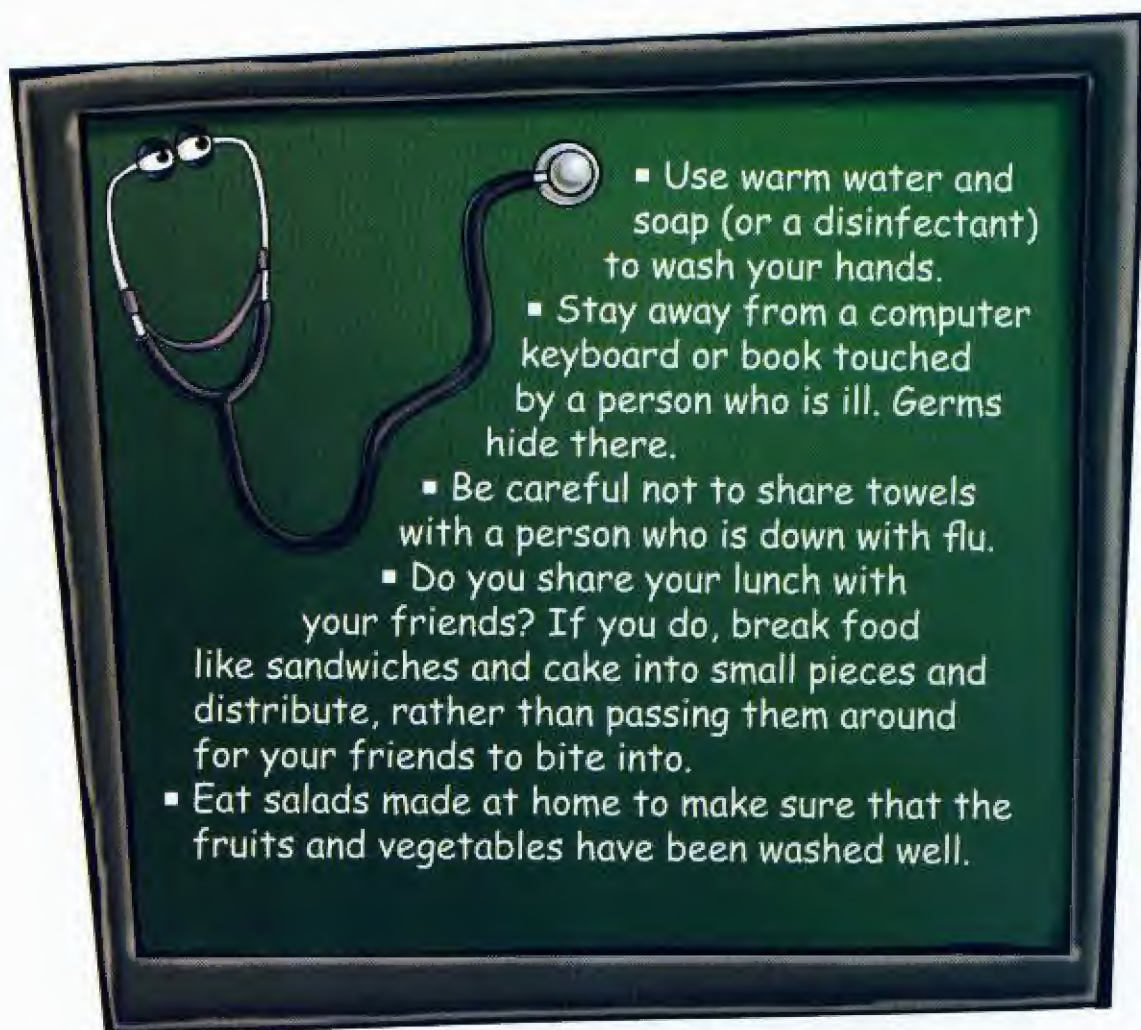 ▪ Use warm water and
soap (or a disinfectant)
to wash your hands.
▪ Stay away from a computer
keyboard or book touched
by a person who is ill. Germs
hide there.
▪ Be careful not to share towels
with a person who is down with flu.
▪ Do you share your lunch with
your friends? If you do, break food
like sandwiches and cake into small pieces and
distribute, rather than passing them around
for your friends to bite into.
▪ Eat salads made at home to make sure that the
fruits and vegetables have been washed well.